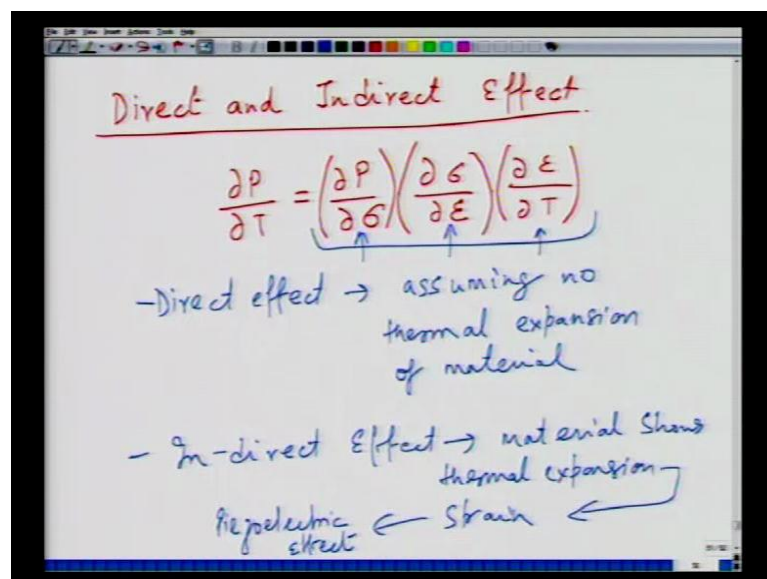 Direct and Indirect Effect
∂P/∂T = (∂P/∂σ)(∂σ/∂ε)(∂ε/∂T)
-Direct effect → assuming no
thermal expansion
of material
- In-direct Effect → material shows
thermal expansion
Piezoelectric ← Strain ←
effect